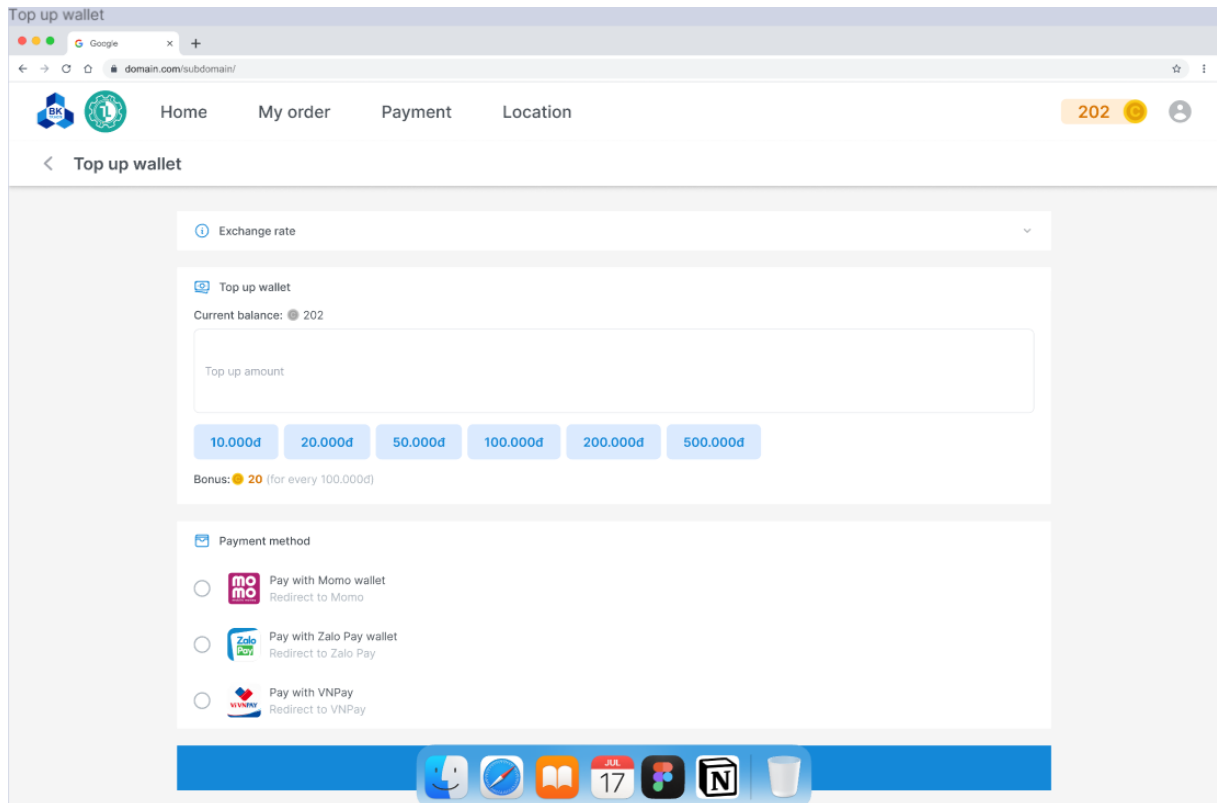 Top up wallet
Google
domain.com/subdomain/
BK
Home
My order
Payment
Location
202
Top up wallet
Exchange rate
Top up wallet
Current balance: 202
Top up amount
10.000đ
20.000đ
50.000đ
100.000đ
200.000đ
500.000đ
Bonus: 20 (for every 100.000đ)
Payment method
mo
mo
Pay with Momo wallet
Redirect to Momo
Zalo
Pay
Pay with Zalo Pay wallet
Redirect to Zalo Pay
VÍ VNPAY
Pay with VNPay
Redirect to VNPay
JUL
17
N